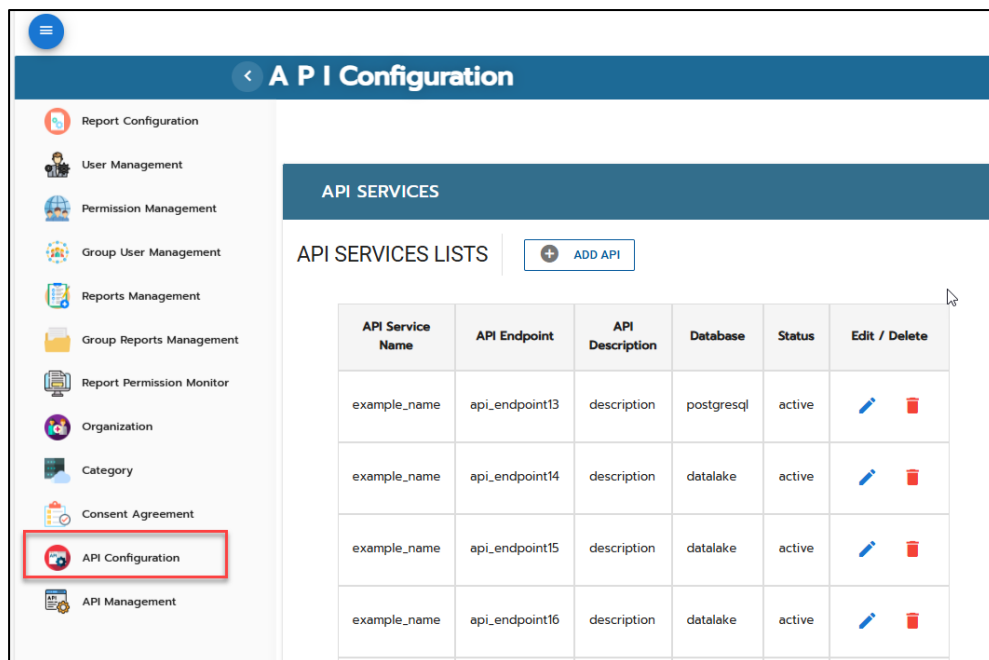 A P I Configuration
Report Configuration
User Management
Permission Management
Group User Management
Reports Management
Group Reports Management
Report Permission Monitor
Organization
Category
Consent Agreement
API Configuration
API Management
API SERVICES
API SERVICES LISTS
ADD API
API Service Name API Endpoint API Description Database Status Edit / Delete
example_name api_endpoint13 description postgresql active
example_name api_endpoint14 description datalake active
example_name api_endpoint15 description datalake active
example_name api_endpoint16 description datalake active